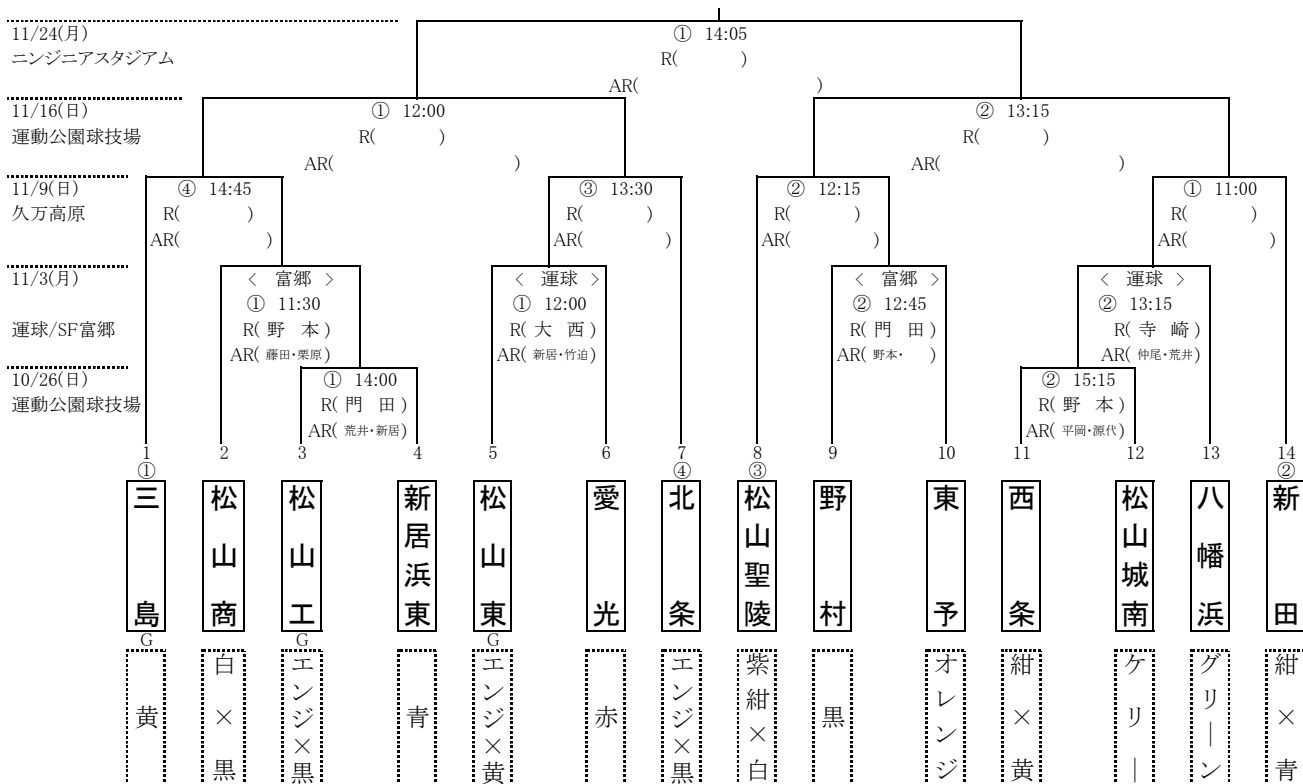 11/24(月)
① 14:05
ニンジニアスタジアム
R( )
AR( )
11/16(日)
① 12:00
② 13:15
運動公園球技場
R( )
R( )
AR( )
AR( )
11/9(日)
④ 14:45
③ 13:30
② 12:15
① 11:00
久万高原
R( )
R( )
R( )
R( )
AR( )
AR( )
AR( )
AR( )
11/3(月)
< 富郷 >
< 運球 >
< 富郷 >
< 運球 >
① 11:30
① 12:00
② 12:45
② 13:15
運球/SF富郷
R( 野 本 )
R( 大 西 )
R( 門 田 )
R( 寺 崎 )
AR( 藤田・栗原 )
AR( 新居・竹迫 )
AR( 野本・ )
AR( 仲尾・荒井 )
10/26(日)
① 14:00
② 15:15
運動公園球技場
R( 門 田 )
R( 野 本 )
AR( 荒井・新居 )
AR( 平岡・源代 )
1 2 3 4 5 6 7 8 9 10 11 12 13 14
① ④ ③ ②
三島
松山商
松山工
新居浜東
松山東
愛光
北条
松山聖陵
野村
東予
西条
松山城南
八幡浜
新田
G G G
黄
白×黒
エンジ×黒
青
エンジ×黄
赤
エンジ×黒
紫紺×白
黒
オレンジ
紺×黄
ケリー
グリーン
紺×青